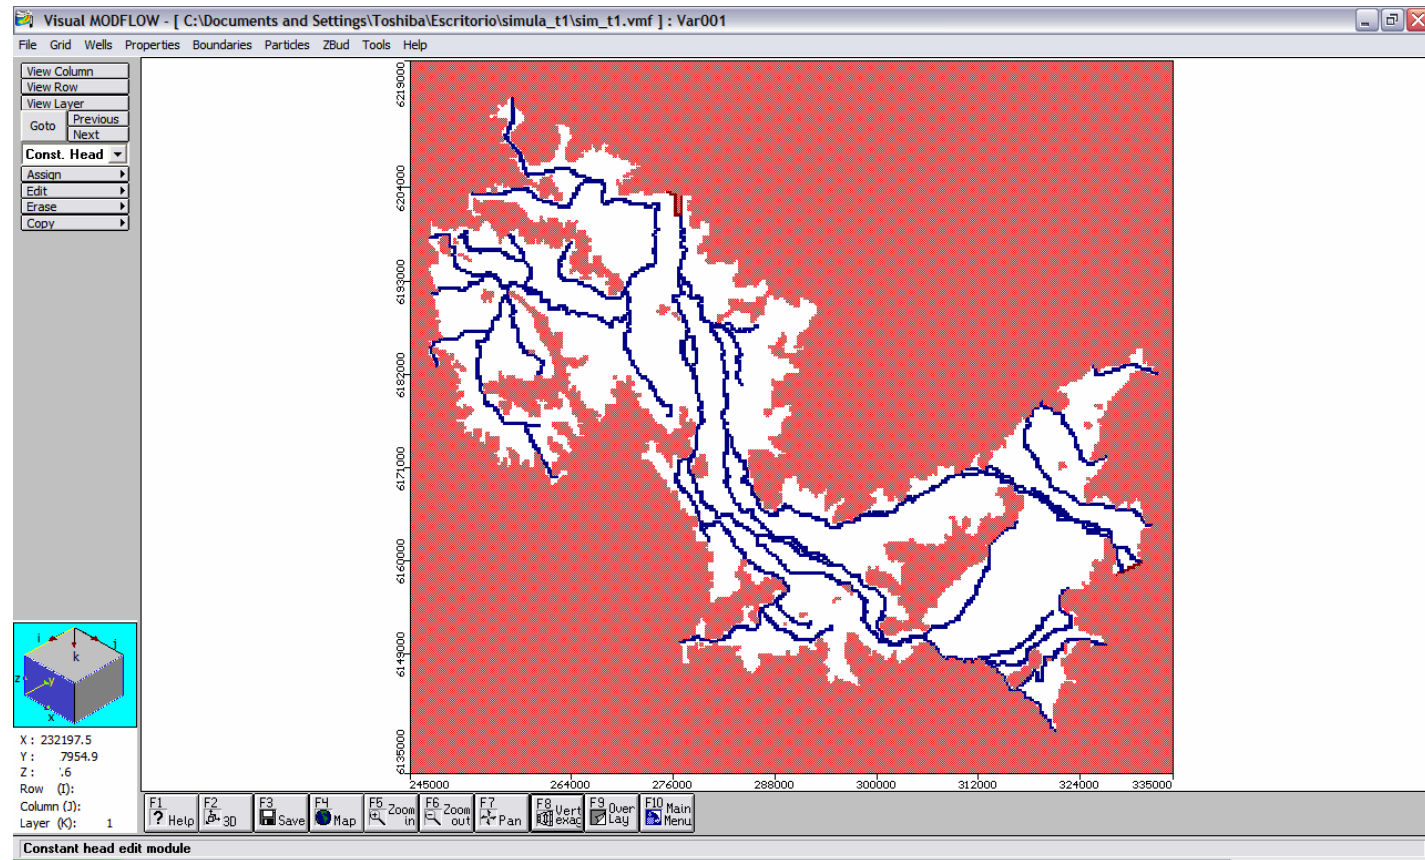 Visual MODFLOW - [ C:\Documents and Settings\Toshiba\Escritorio\simula_t1\sim_t1.vmf ] : Var001
File Grid Wells Properties Boundaries Particles ZBud Tools Help
View Column
View Row
View Layer
Goto Previous
Next
Const. Head
Assign
Edit
Erase
Copy
6219000
6204000
6193000
6182000
6171000
6160000
6149000
6135000
245000 264000 276000 288000 300000 312000 324000 335000
i j
k
z
y
x
X : 232197.5
Y : 7954.9
Z : .6
Row (I):
Column (J):
Layer (K): 1
F1 ? Help
F2 3D
F3 Save
F4 Map
F5 Zoom in
F6 Zoom out
F7 Pan
F8 Vert exag
F9 Over Lay
F10 Main Menu
Constant head edit module